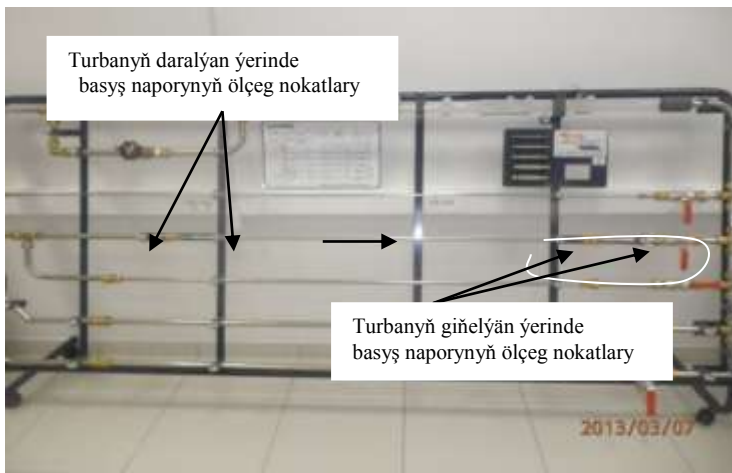 Turbanyň daralýan ýerinde
basyş naporynyň ölçeg nokatlary
Turbanyň giňelýän ýerinde
basyş naporynyň ölçeg nokatlary
2013/03/07